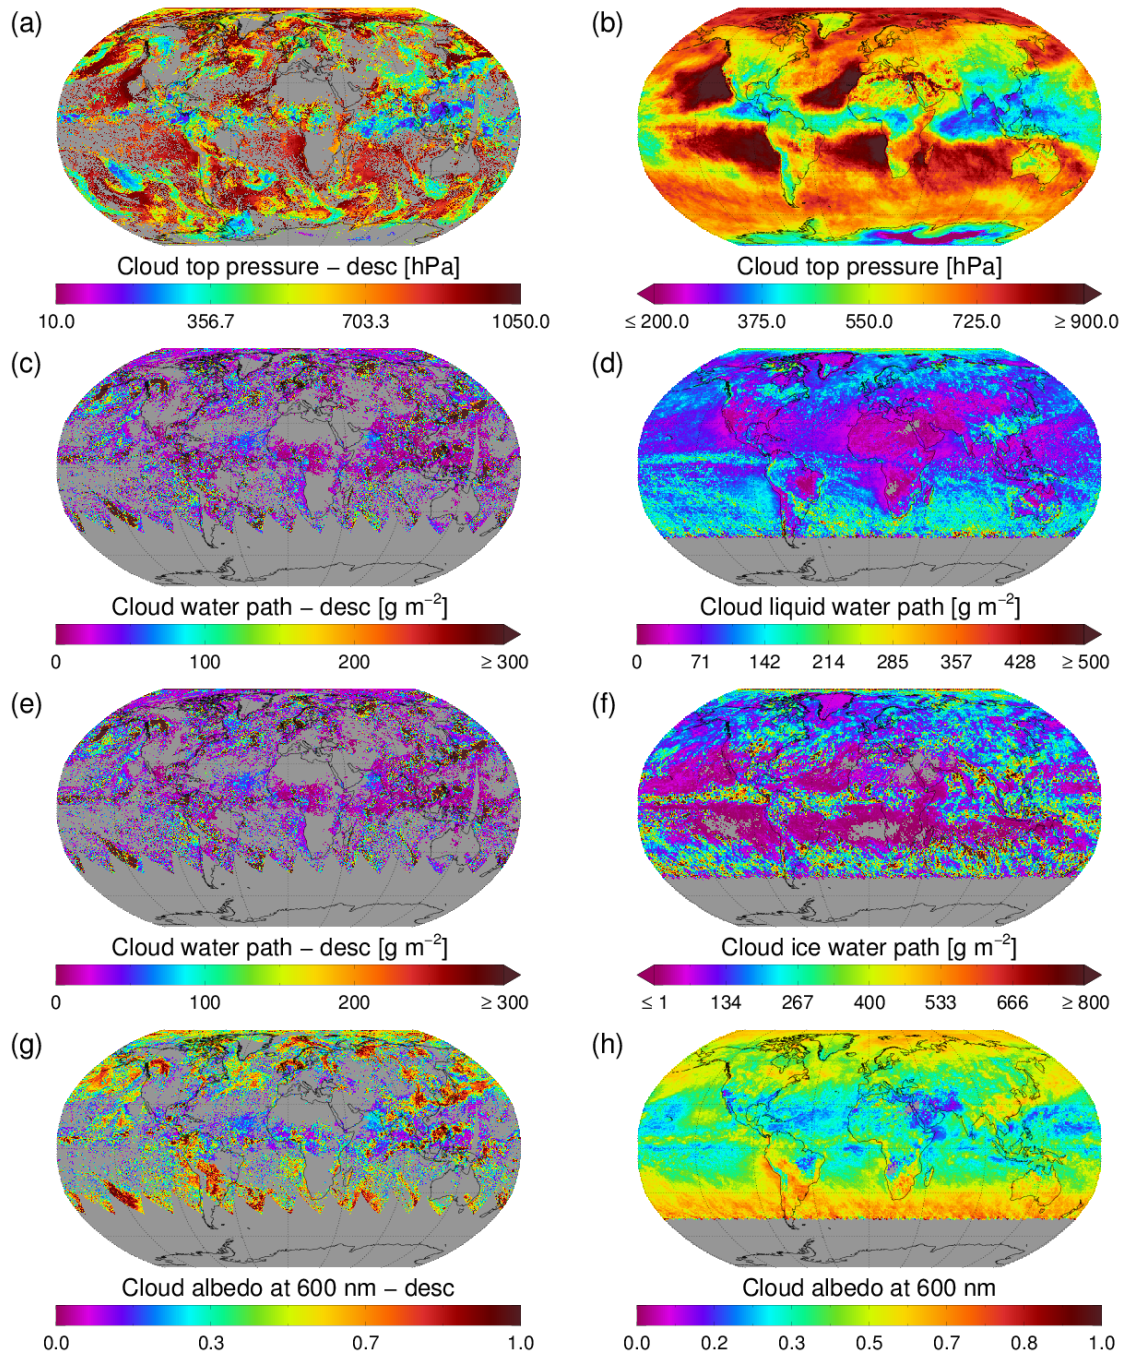 (a)
(b)
Cloud top pressure − desc [hPa]
10.0 356.7 703.3 1050.0
Cloud top pressure [hPa]
≤ 200.0 375.0 550.0 725.0 ≥ 900.0
(c)
(d)
Cloud water path − desc [g m⁻²]
0 100 200 ≥ 300
Cloud liquid water path [g m⁻²]
0 71 142 214 285 357 428 ≥ 500
(e)
(f)
Cloud water path − desc [g m⁻²]
0 100 200 ≥ 300
Cloud ice water path [g m⁻²]
≤ 1 134 267 400 533 666 ≥ 800
(g)
(h)
Cloud albedo at 600 nm − desc
0.0 0.3 0.7 1.0
Cloud albedo at 600 nm
0.0 0.2 0.3 0.5 0.7 0.8 1.0